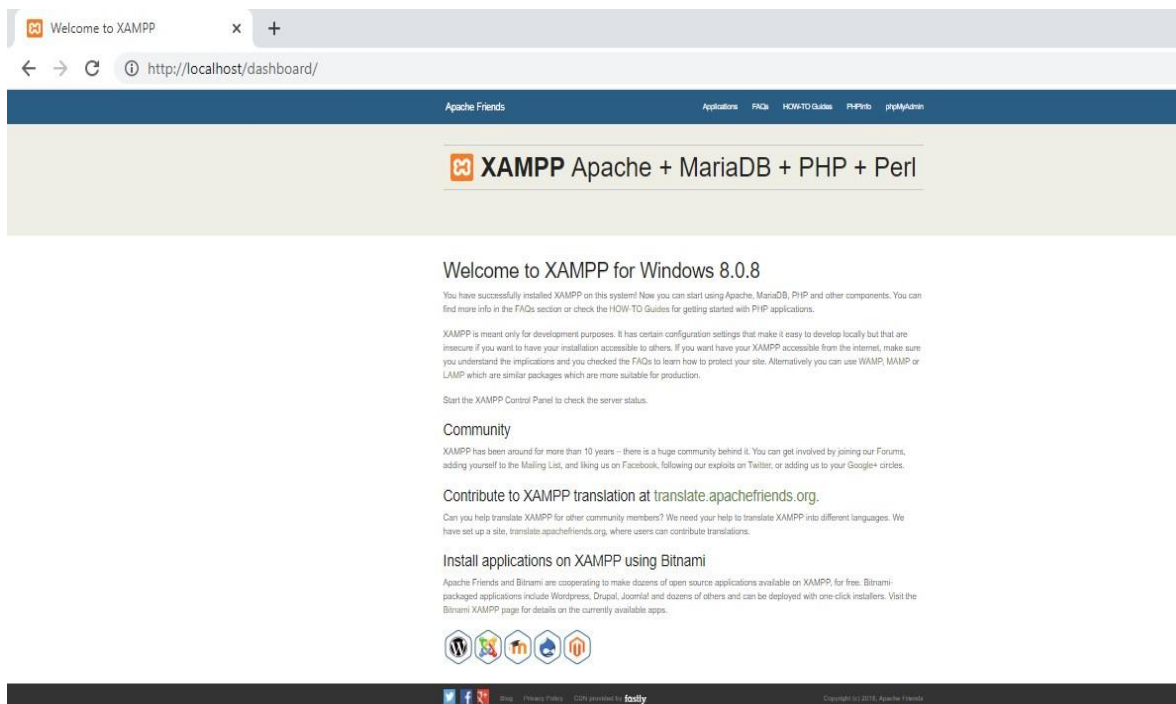 Welcome to XAMPP
http://localhost/dashboard/
Apache Friends
Applications FAQs HOW-TO Guides PHPInfo phpMyAdmin
XAMPP Apache + MariaDB + PHP + Perl
Welcome to XAMPP for Windows 8.0.8
You have successfully installed XAMPP on this system! Now you can start using Apache, MariaDB, PHP and other components. You can
find more info in the FAQs section or check the HOW-TO Guides for getting started with PHP applications.
XAMPP is meant only for development purposes. It has certain configuration settings that make it easy to develop locally but that are
insecure if you want to have your installation accessible to others. If you want have your XAMPP accessible from the internet, make sure
you understand the implications and you checked the FAQs to learn how to protect your site. Alternatively you can use WAMP, MAMP or
LAMP which are similar packages which are more suitable for production.
Start the XAMPP Control Panel to check the server status.
Community
XAMPP has been around for more than 10 years – there is a huge community behind it. You can get involved by joining our Forums,
adding yourself to the Mailing List, and liking us on Facebook, following our exploits on Twitter, or adding us to your Google+ circles.
Contribute to XAMPP translation at translate.apachefriends.org.
Can you help translate XAMPP for other community members? We need your help to translate XAMPP into different languages. We
have set up a site, translate.apachefriends.org, where users can contribute translations.
Install applications on XAMPP using Bitnami
Apache Friends and Bitnami are cooperating to make dozens of open source applications available on XAMPP, for free. Bitnami-
packaged applications include Wordpress, Drupal, Joomla! and dozens of others and can be deployed with one-click installers. Visit the
Bitnami XAMPP page for details on the currently available apps.
Blog Privacy Policy CDN provided by fastly
Copyright (c) 2018, Apache Friends